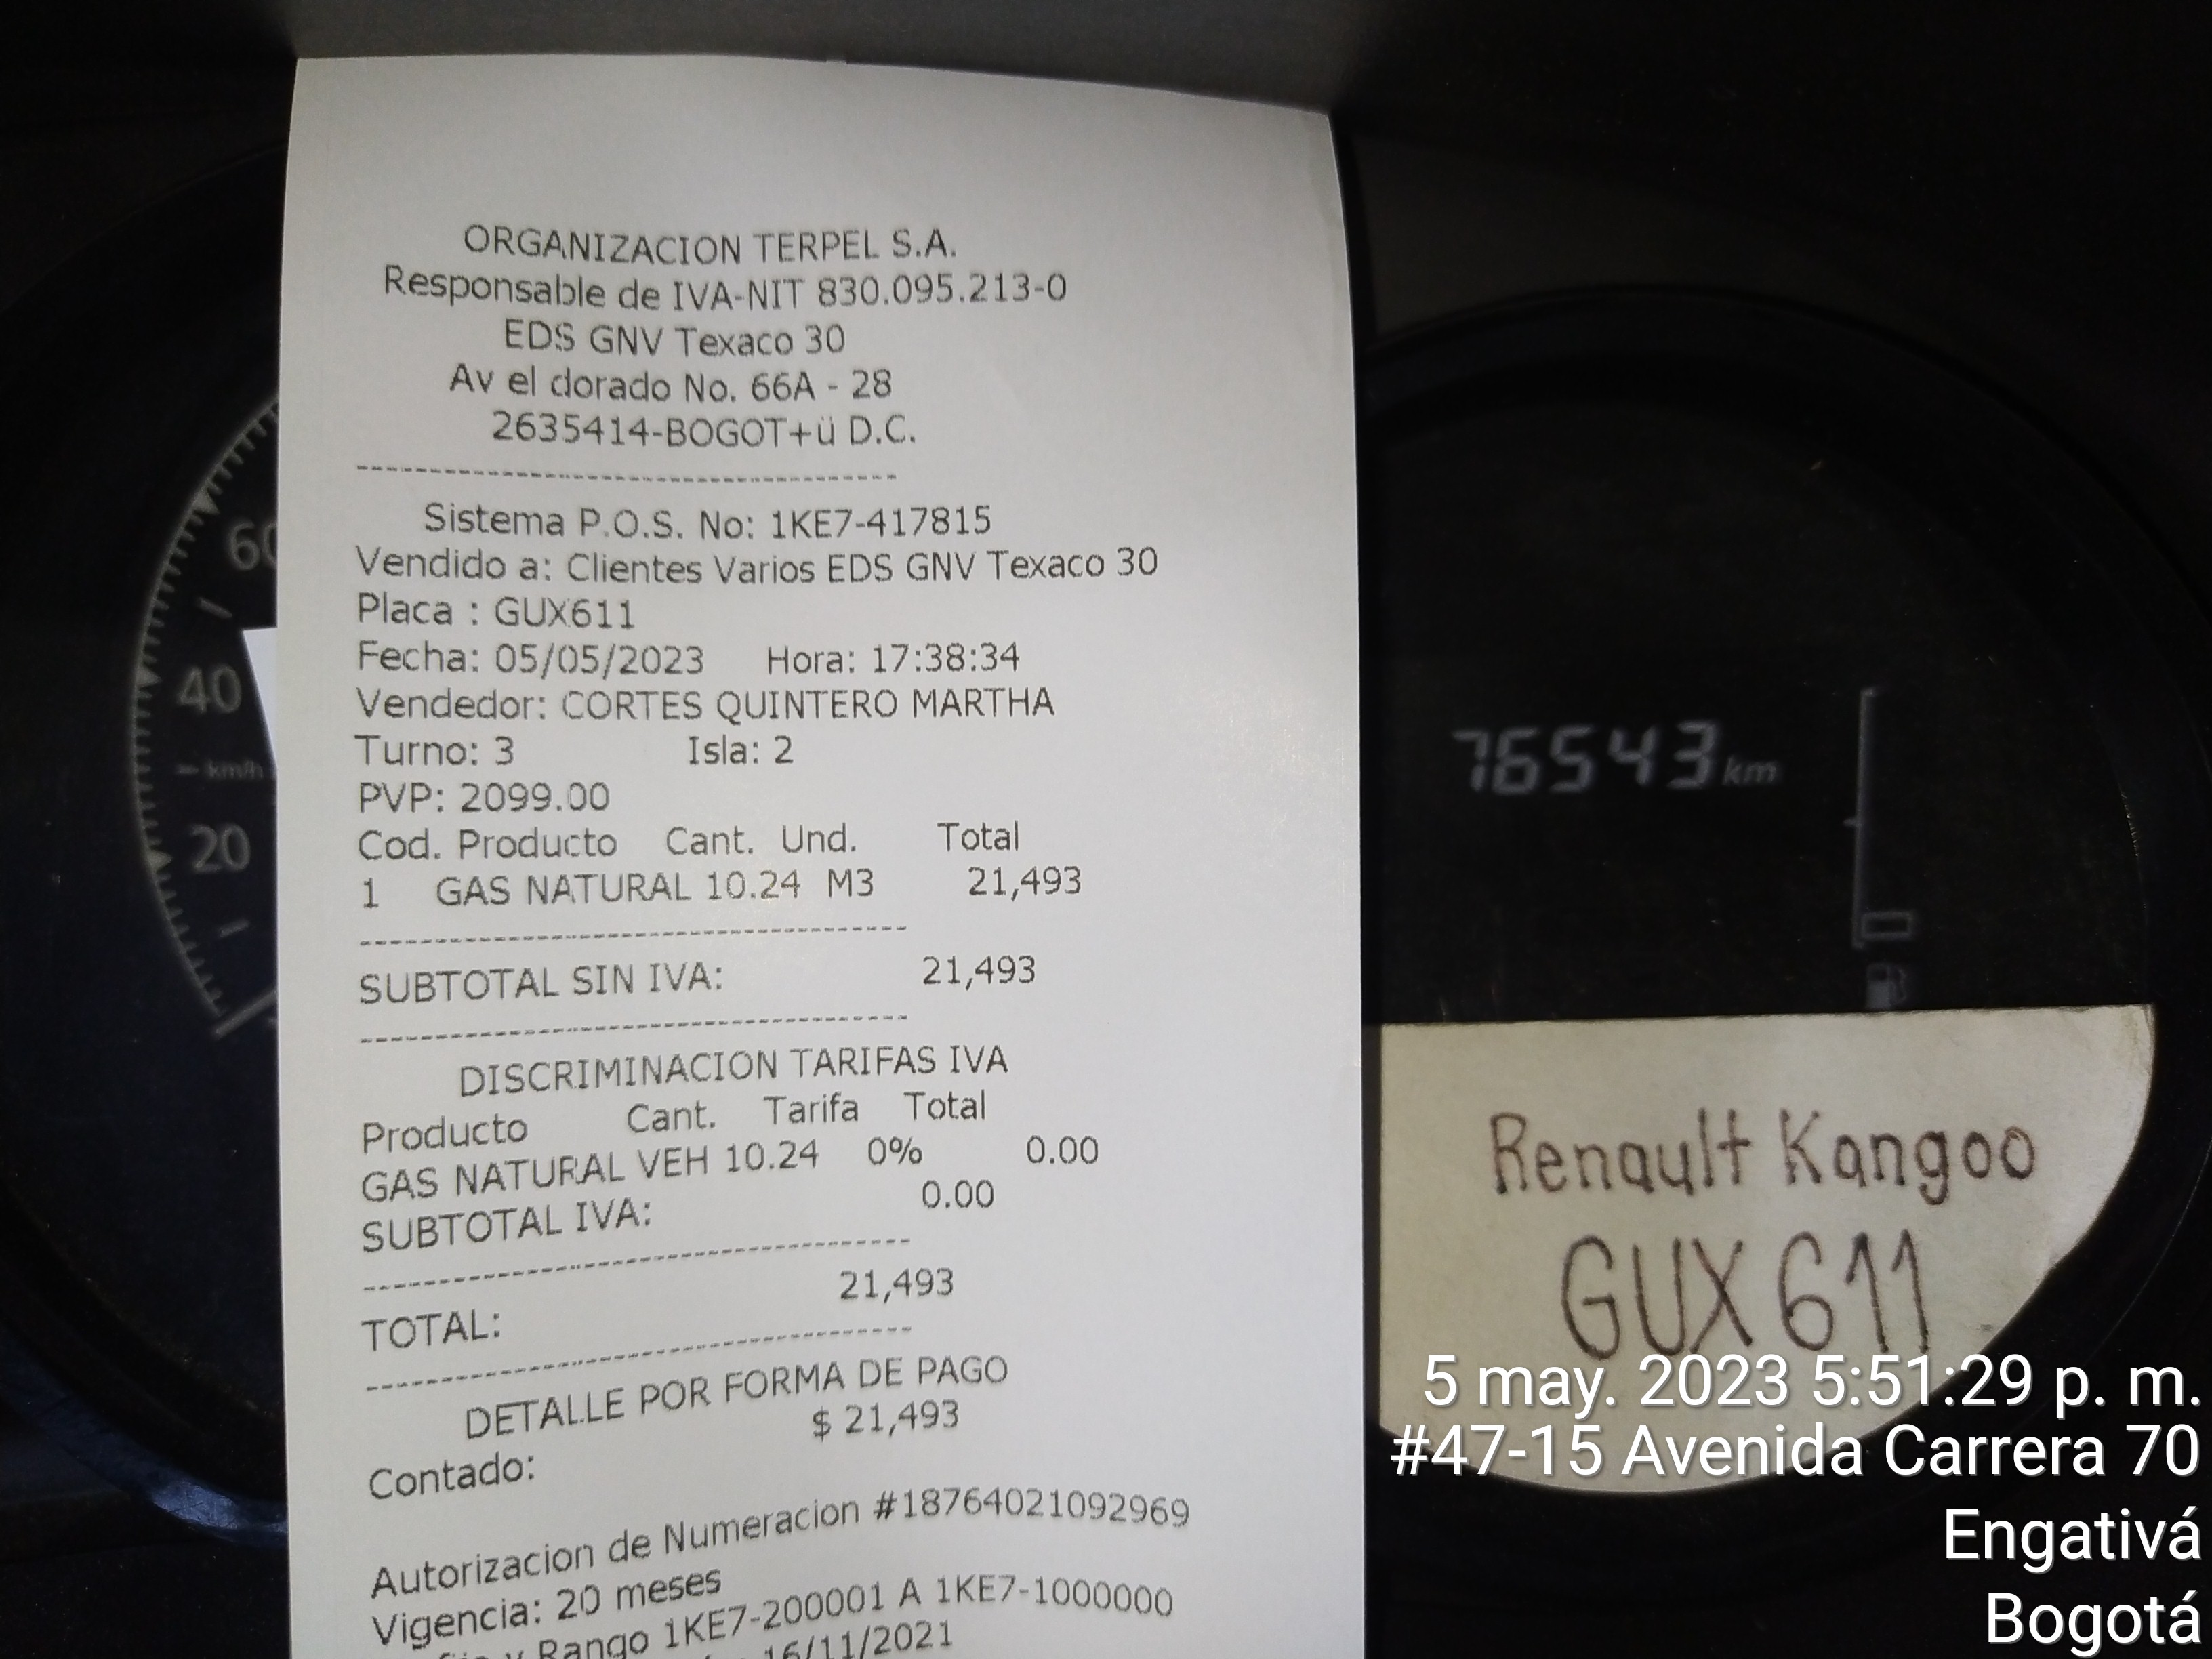 ORGANIZACION TERPEL S.A.
Responsable de IVA-NIT 830.095.213-0
EDS GNV Texaco 30
Av el dorado No. 66A - 28
2635414-BOGOT+ü D.C.
Sistema P.O.S. No: 1KE7-417815
Vendido a: Clientes Varios EDS GNV Texaco 30
Placa : GUX611
Fecha: 05/05/2023 Hora: 17:38:34
Vendedor: CORTES QUINTERO MARTHA
Turno: 3 Isla: 2
PVP: 2099.00
Cod. Producto Cant. Und. Total
1 GAS NATURAL 10.24 M3 21,493
SUBTOTAL SIN IVA: 21,493
DISCRIMINACION TARIFAS IVA
Producto Cant. Tarifa Total
GAS NATURAL VEH 10.24 0% 0.00
SUBTOTAL IVA: 0.00
TOTAL: 21,493
DETALLE POR FORMA DE PAGO
Contado: $ 21,493
Autorizacion de Numeracion #18764021092969
Vigencia: 20 meses
y Rango 1KE7-200001 A 1KE7-1000000
16/11/2021
60
40
km/h
20
76543 km
Renault Kangoo
GUX 611
5 may. 2023 5:51:29 p. m.
#47-15 Avenida Carrera 70
Engativá
Bogotá